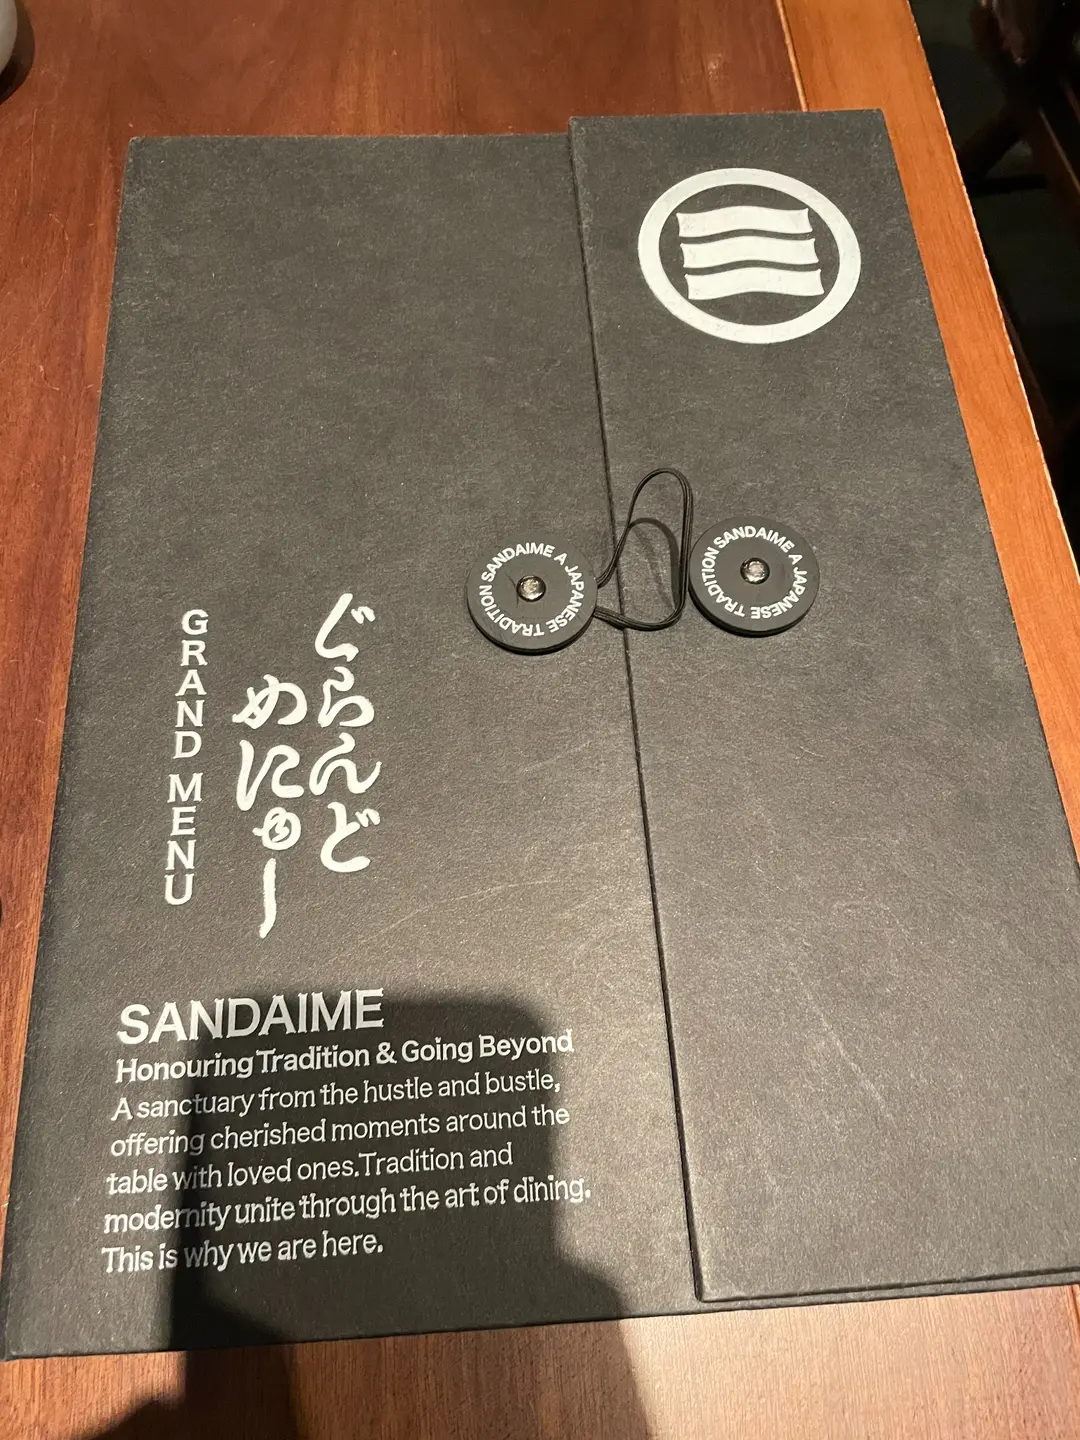 SANDAIME A JAPANESE TRADITION
SANDAIME A JAPANESE TRADITION
ぐらんど
めにゅー
GRAND MENU
SANDAIME
Honouring Tradition & Going Beyond
A sanctuary from the hustle and bustle,
offering cherished moments around the
table with loved ones.Tradition and
modernity unite through the art of dining.
This is why we are here.